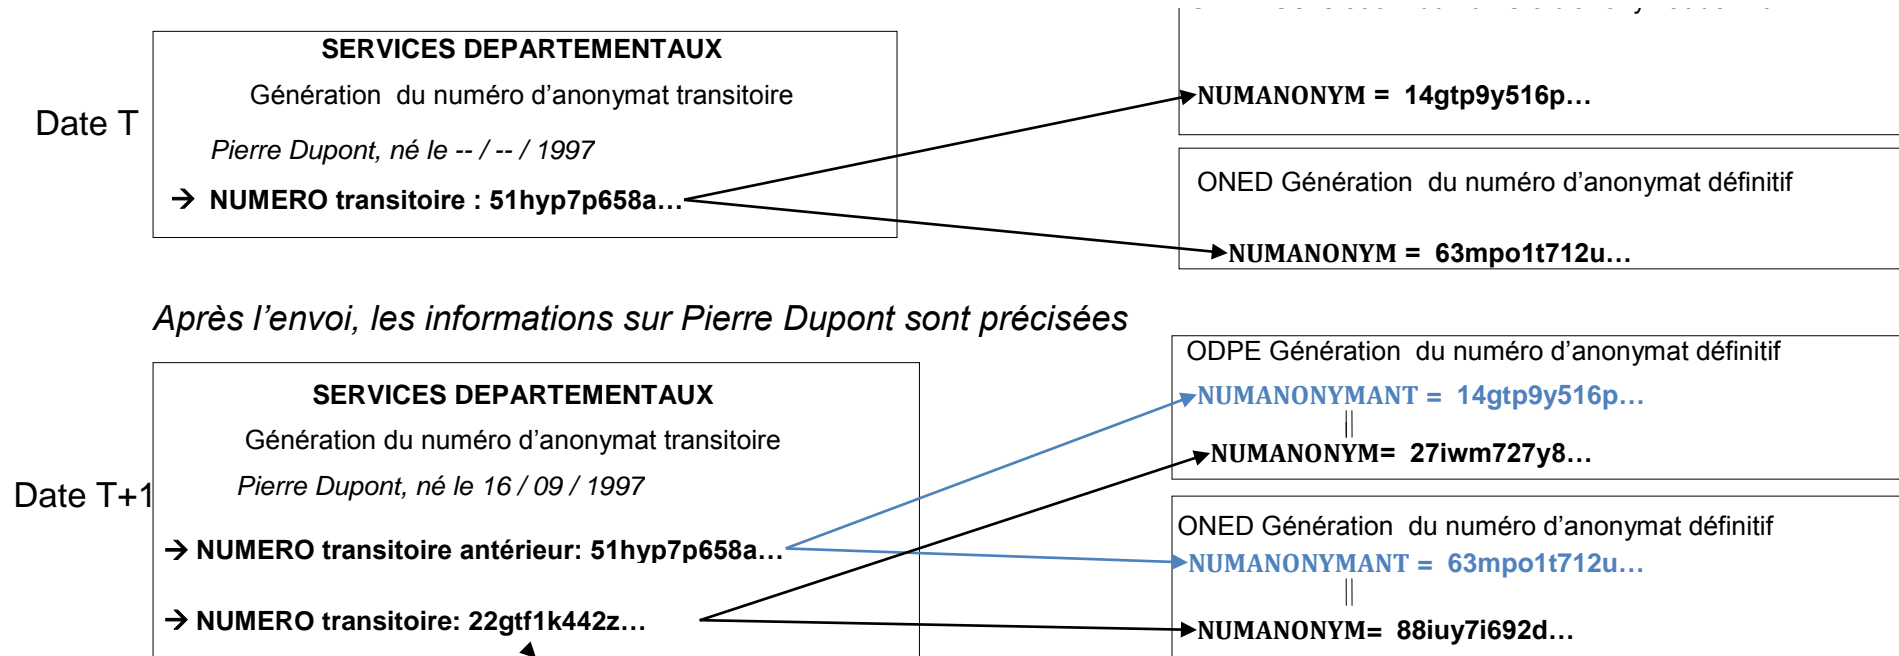 SERVICES DEPARTEMENTAUX
Génération du numéro d’anonymat transitoire
Date T
Pierre Dupont, né le -- / -- / 1997
→ NUMERO transitoire : 51hyp7p658a…
NUMANONYM = 14gtp9y516p…
ONED Génération du numéro d’anonymat définitif
NUMANONYM = 63mpo1t712u…
Après l’envoi, les informations sur Pierre Dupont sont précisées
SERVICES DEPARTEMENTAUX
Génération du numéro d’anonymat transitoire
Pierre Dupont, né le 16 / 09 / 1997
Date T+1
→ NUMERO transitoire antérieur: 51hyp7p658a…
→ NUMERO transitoire: 22gtf1k442z…
ODPE Génération du numéro d’anonymat définitif
NUMANONYMANT = 14gtp9y516p…
NUMANONYM= 27iwm727y8…
ONED Génération du numéro d’anonymat définitif
NUMANONYMANT = 63mpo1t712u…
NUMANONYM= 88iuy7i692d…